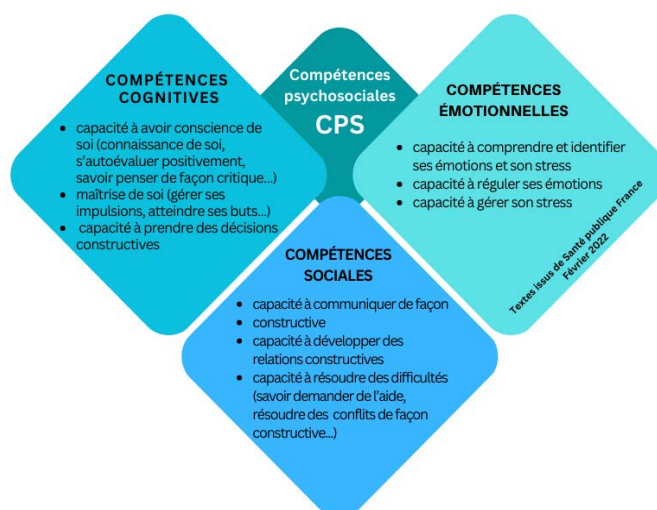 COMPÉTENCES
COGNITIVES
• capacité à avoir conscience de
soi (connaissance de soi,
s'autoévaluer positivement,
savoir penser de façon critique...)
• maîtrise de soi (gérer ses
impulsions, atteindre ses buts...)
• capacité à prendre des décisions
constructives
Compétences
psychosociales
CPS
COMPÉTENCES
ÉMOTIONNELLES
• capacité à comprendre et identifier
ses émotions et son stress
• capacité à réguler ses émotions
• capacité à gérer son stress
Textes issus de Santé publique France
Février 2022
COMPÉTENCES
SOCIALES
• capacité à communiquer de façon
• constructive
• capacité à développer des
relations constructives
• capacité à résoudre des difficultés
(savoir demander de l'aide,
résoudre des conflits de façon
constructive...)